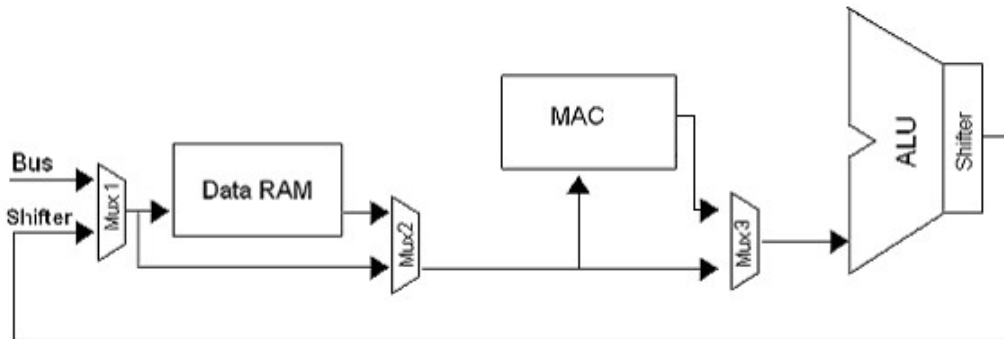 Bus
Shifter
Mux1
Data RAM
Mux2
MAC
Mux3
ALU
Shifter